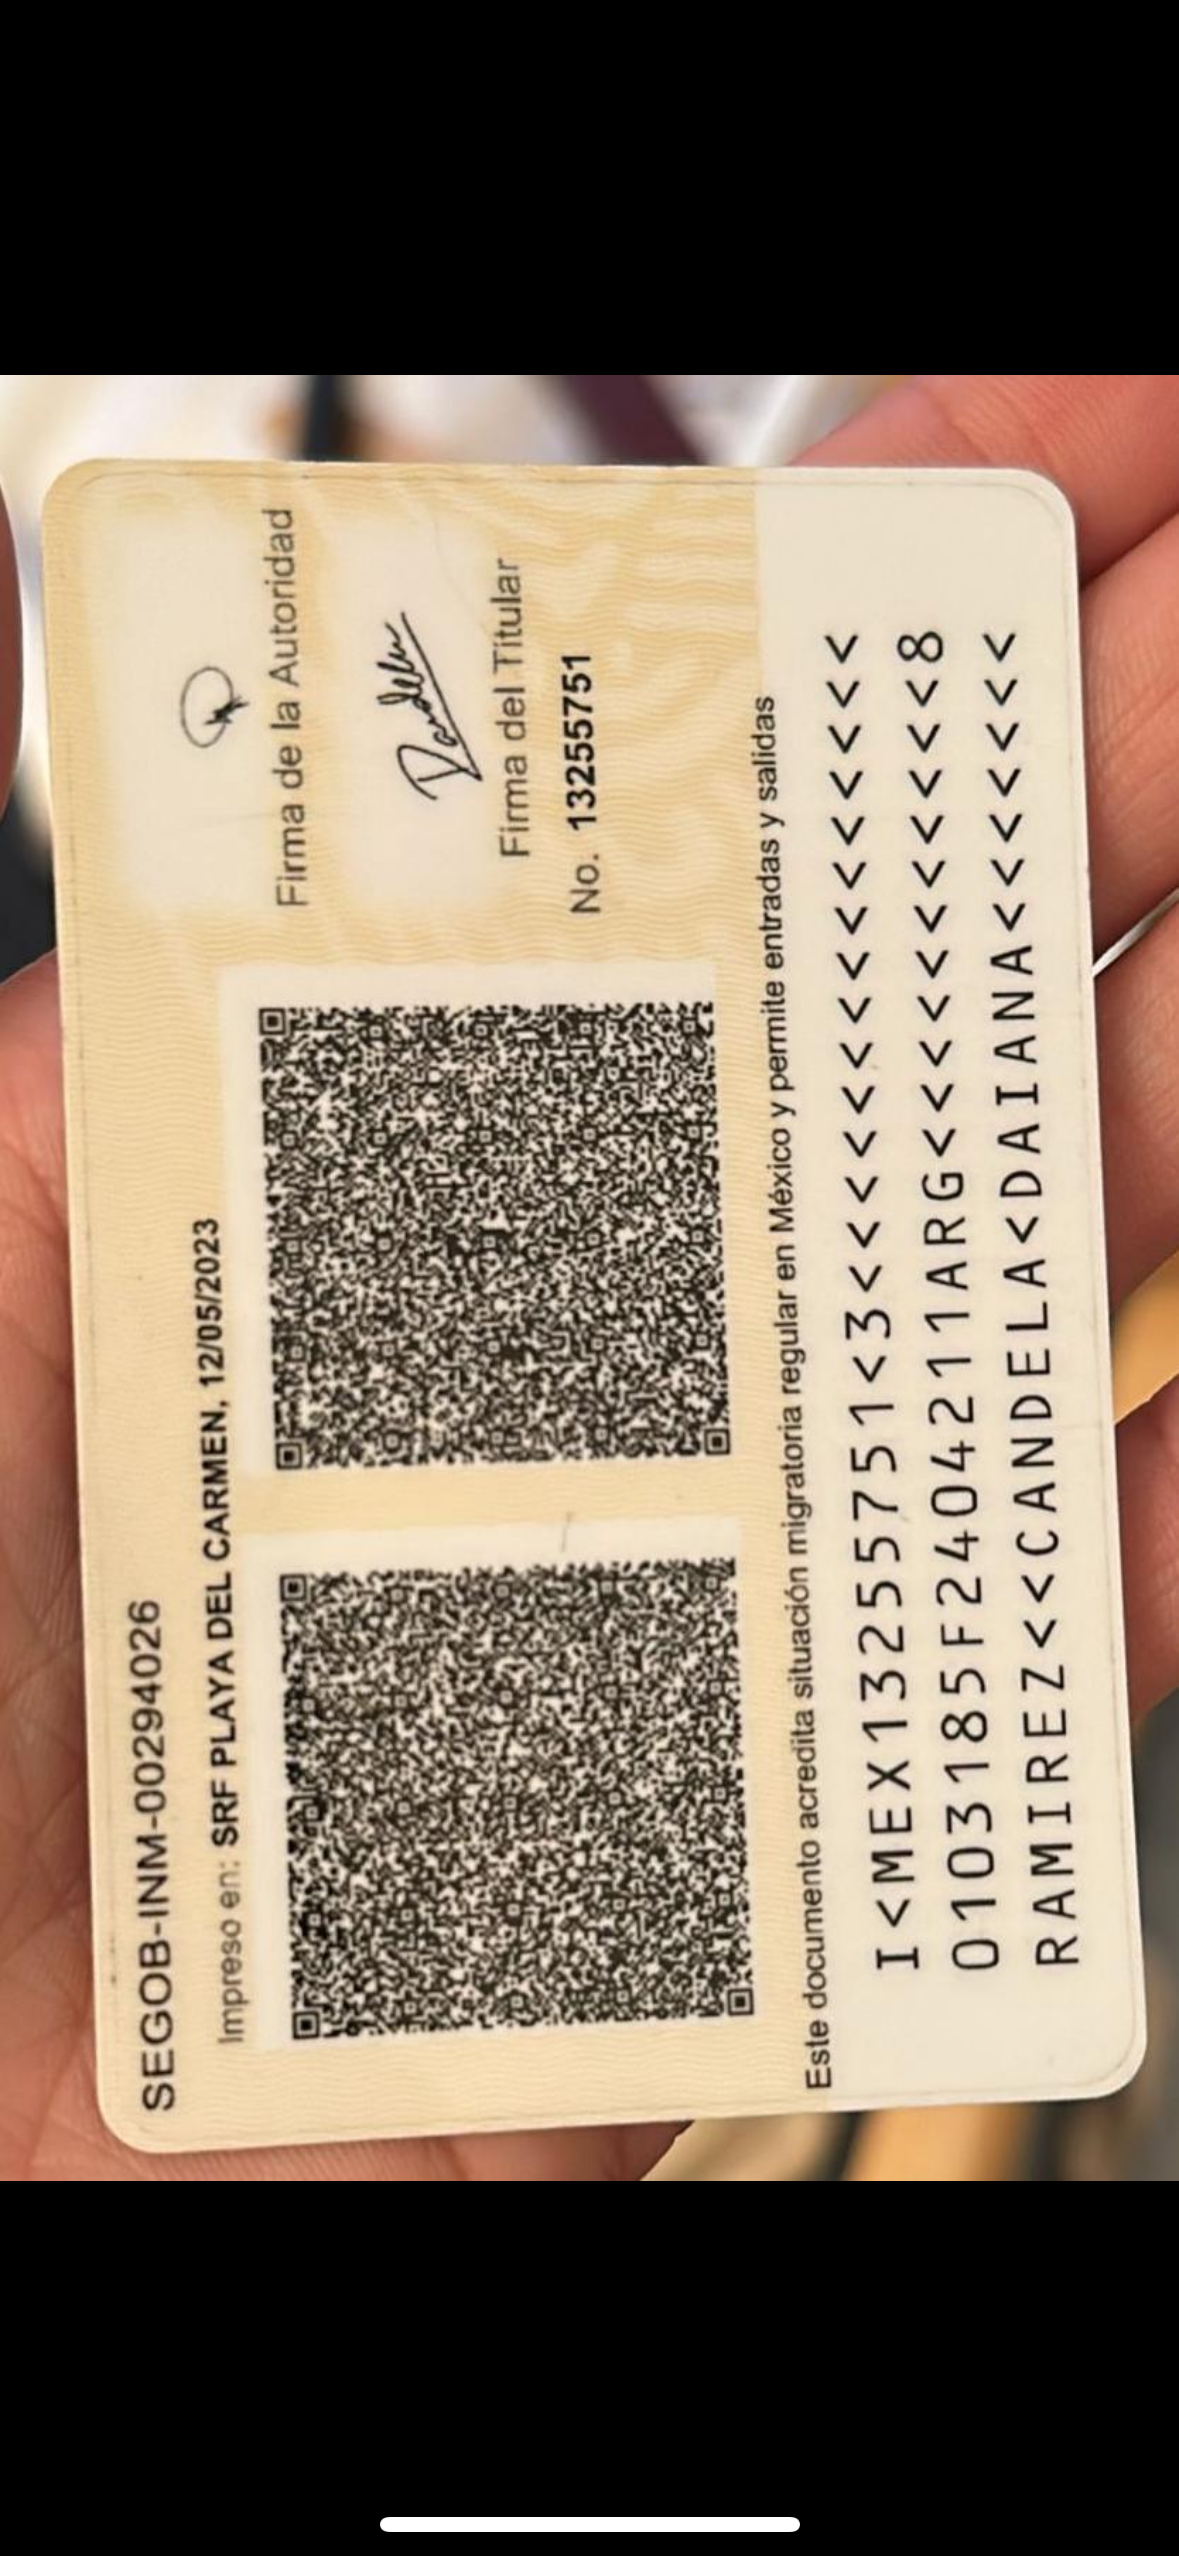 SEGOB-INM-00294026
Impreso en: SRF PLAYA DEL CARMEN, 12/05/2023
Firma de la Autoridad
Candela
Firma del Titular
No. 13255751
Este documento acredita situación migratoria regular en México y permite entradas y salidas
I<MEX13255751<3<<<<<<<<<<<<<<<
0103185F2404211ARG<<<<<<<<<<<8
RAMIREZ<<CANDELA<DAIANA<<<<<<<